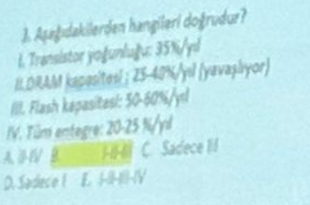 3. Aşağıdakilerden hangileri doğrudur?
I. Transistor yoğunluğu: 35%/yıl
II.DRAM kapasitesi : 25-40%/yıl (yavaşlıyor)
III. Flash kapasitesi: 50-60%/yıl
IV. Tüm entegre: 20-25 %/yıl
A. II-IV B. I-II-III C. Sadece III
D. Sadece I E. I-II-III-IV